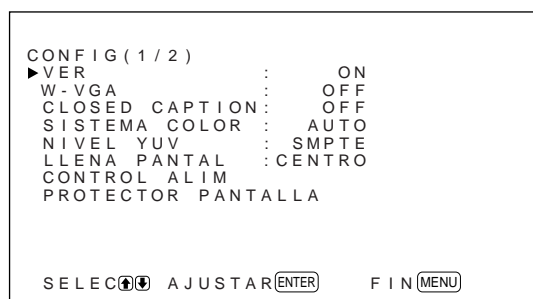 CONFIG(1/2)
▶VER : ON
W-VGA : OFF
CLOSED CAPTION: OFF
SISTEMA COLOR : AUTO
NIVEL YUV : SMPTE
LLENA PANTAL :CENTRO
CONTROL ALIM
PROTECTOR PANTALLA
SELEC⬆⬇ AJUSTAR ENTER FIN MENU